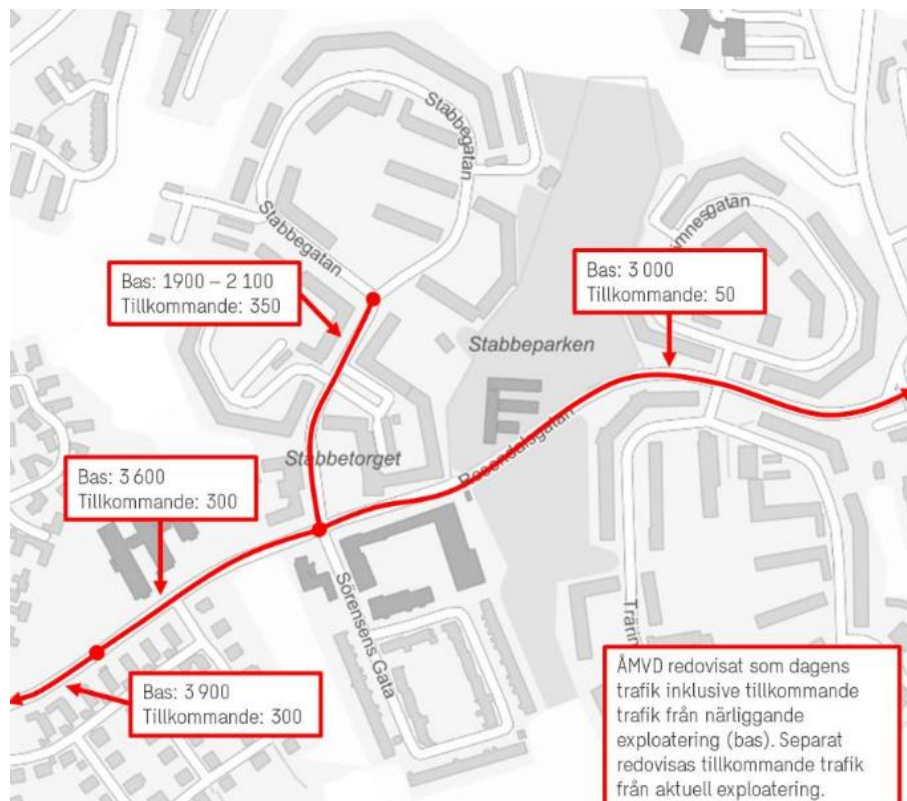 Stabbegatan
Stabbegatan
Bas: 1900 – 2 100
Tillkommande: 350
Bas: 3 000
Tillkommande: 50
Stabbeparken
Stabbetorget
Bas: 3 600
Tillkommande: 300
Sörensens Gata
Bas: 3 900
Tillkommande: 300
ÅMVD redovisat som dagens
trafik inklusive tillkommande
trafik från närliggande
exploatering (bas). Separat
redovisas tillkommande trafik
från aktuell exploatering.